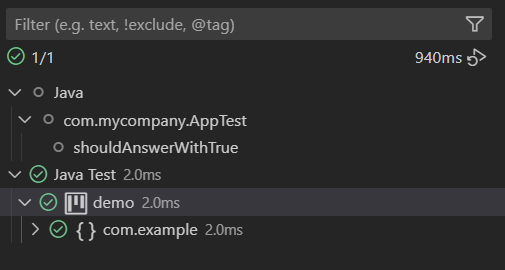 Filter (e.g. text, !exclude, @tag)
1/1 940ms
Java
com.mycompany.AppTest
shouldAnswerWithTrue
Java Test 2.0ms
demo 2.0ms
{ } com.example 2.0ms